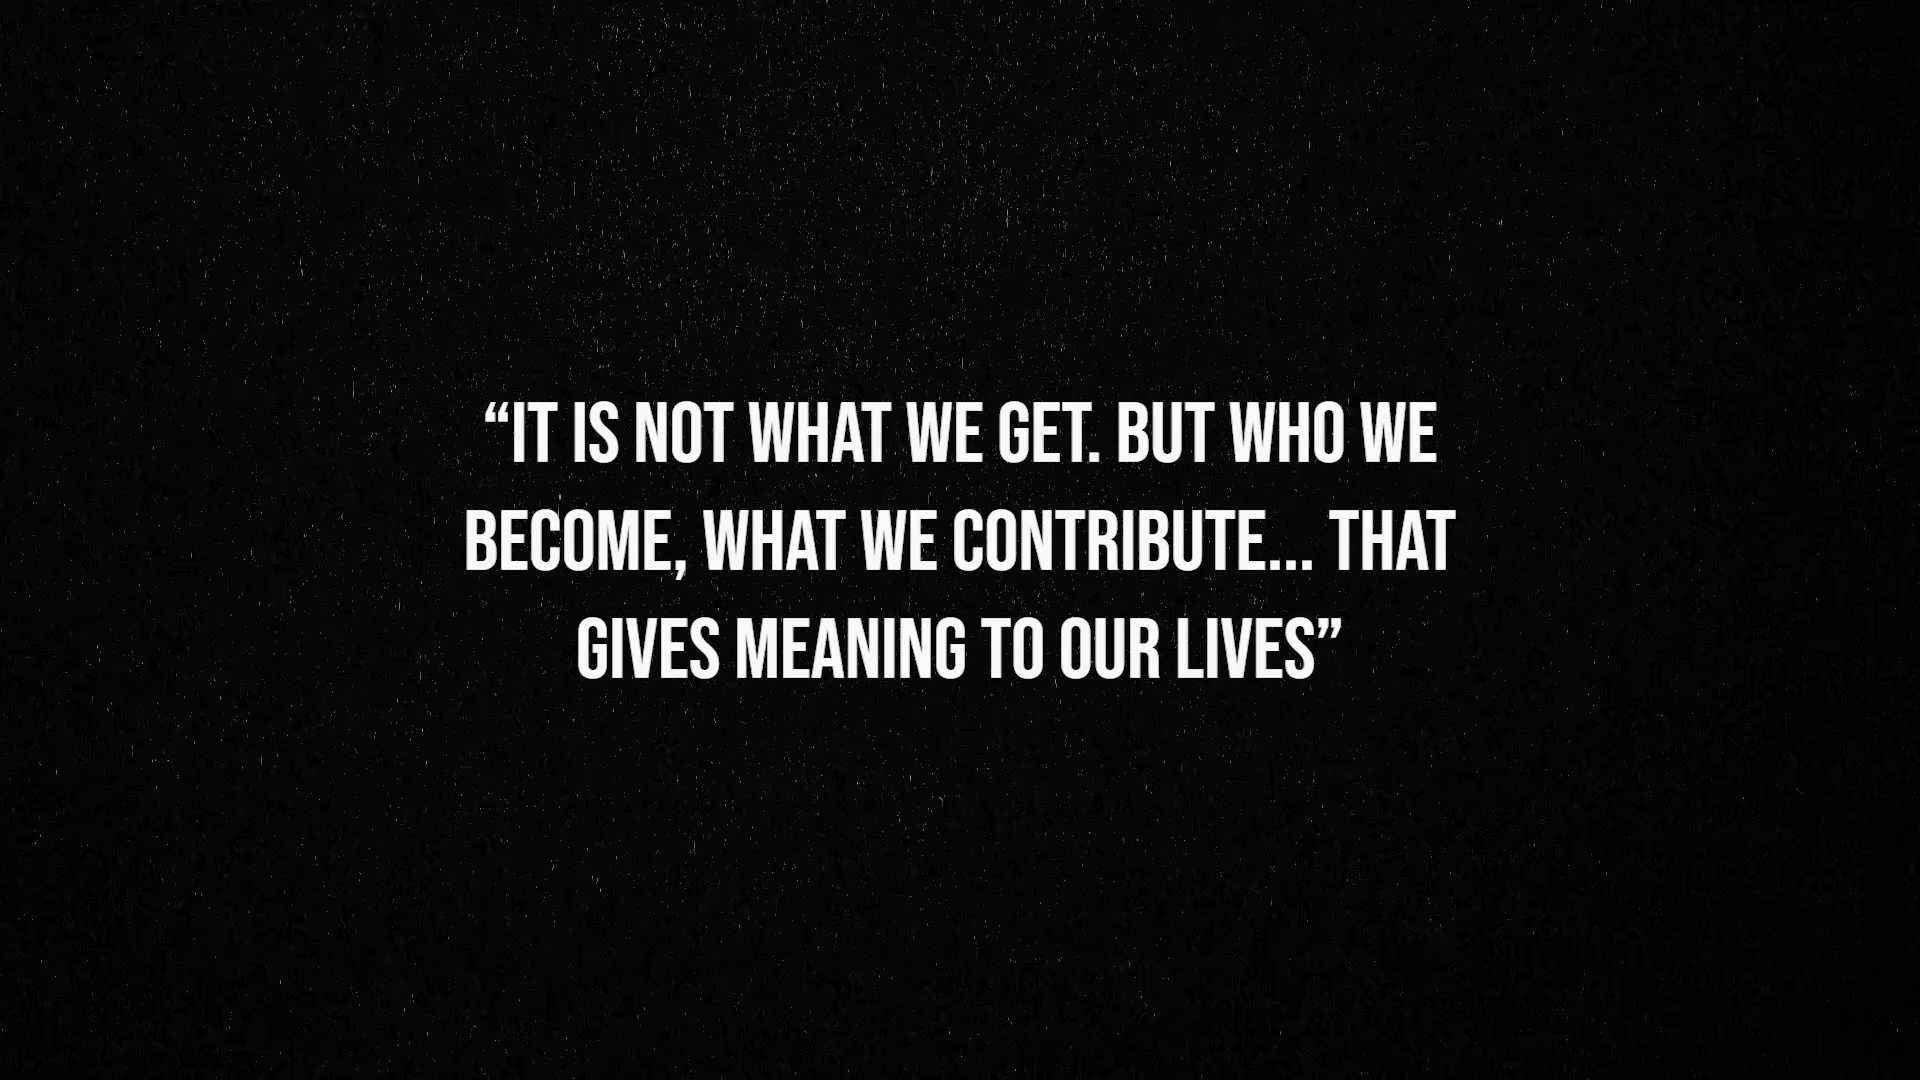 “IT IS NOT WHAT WE GET. BUT WHO WE
BECOME, WHAT WE CONTRIBUTE... THAT
GIVES MEANING TO OUR LIVES”